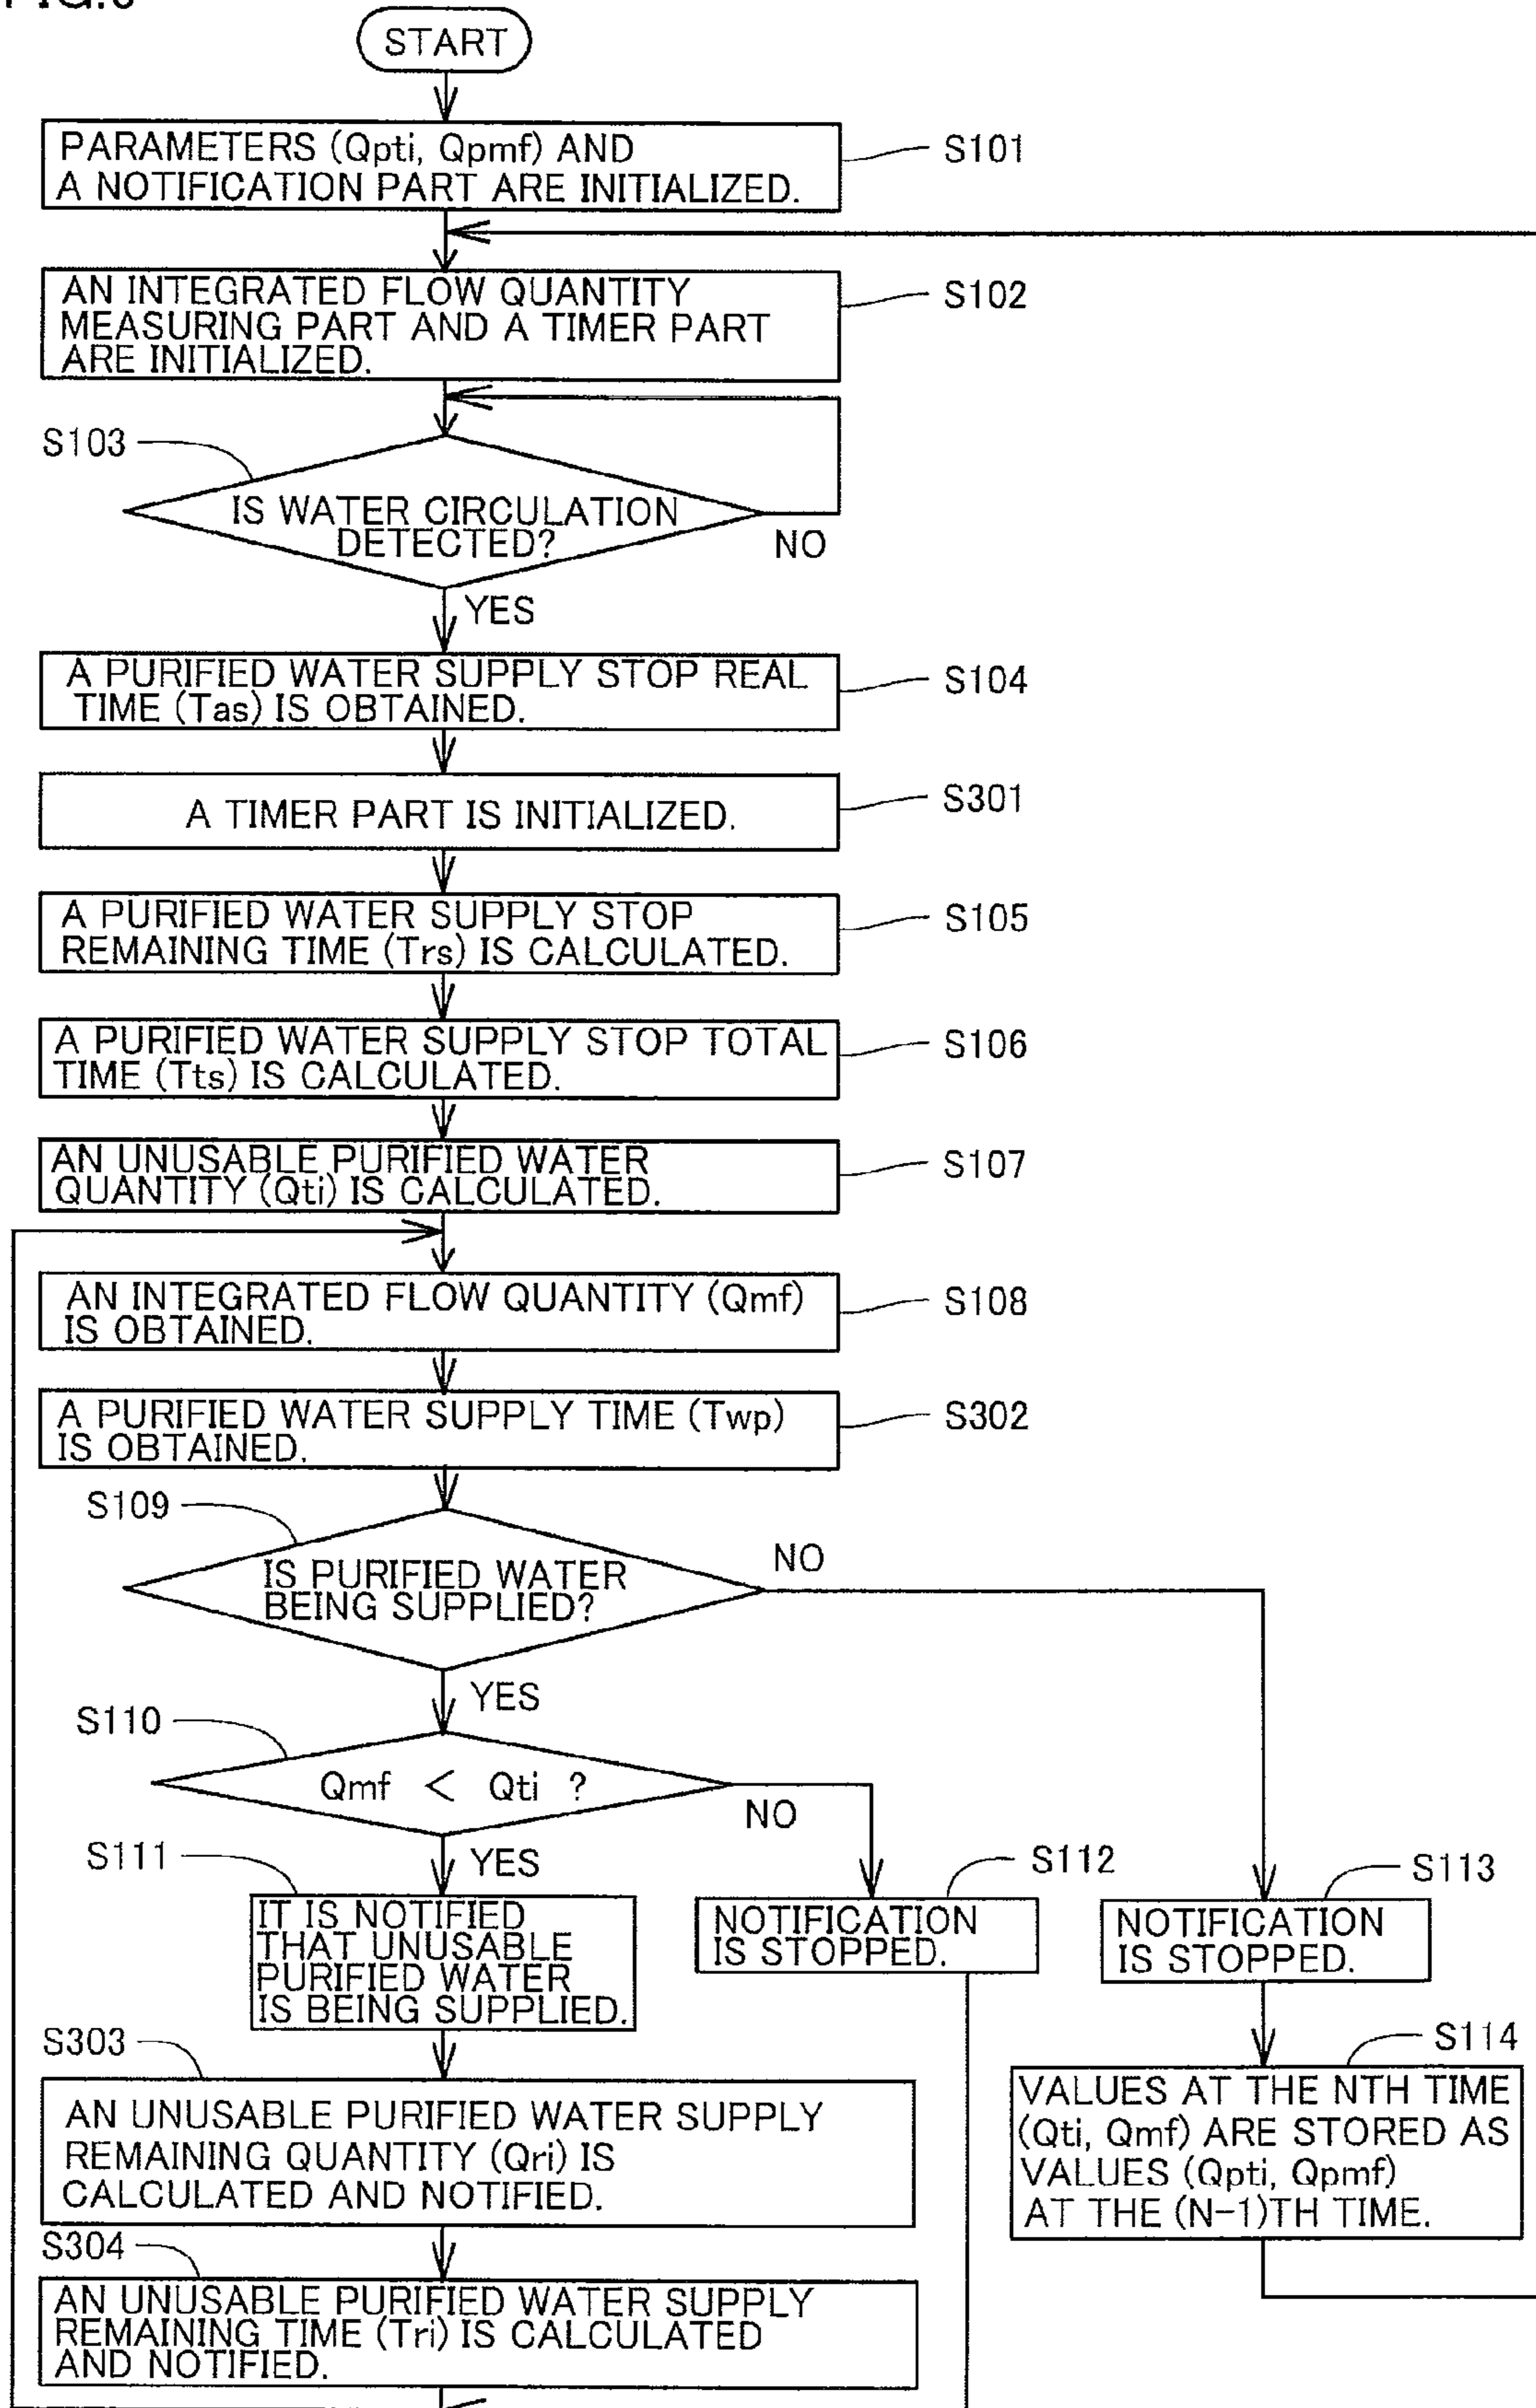 START
PARAMETERS (Qpti, Qpmf) AND
A NOTIFICATION PART ARE INITIALIZED.
S101
AN INTEGRATED FLOW QUANTITY
MEASURING PART AND A TIMER PART
ARE INITIALIZED.
S102
S103
IS WATER CIRCULATION
DETECTED?
NO
YES
A PURIFIED WATER SUPPLY STOP REAL
TIME (Tas) IS OBTAINED.
S104
A TIMER PART IS INITIALIZED.
S301
A PURIFIED WATER SUPPLY STOP
REMAINING TIME (Trs) IS CALCULATED.
S105
A PURIFIED WATER SUPPLY STOP TOTAL
TIME (Tts) IS CALCULATED.
S106
AN UNUSABLE PURIFIED WATER
QUANTITY (Qti) IS CALCULATED.
S107
AN INTEGRATED FLOW QUANTITY (Qmf)
IS OBTAINED.
S108
A PURIFIED WATER SUPPLY TIME (Twp)
IS OBTAINED.
S302
S109
IS PURIFIED WATER
BEING SUPPLIED?
NO
YES
S110
Qmf < Qti ?
NO
YES
S111
IT IS NOTIFIED
THAT UNUSABLE
PURIFIED WATER
IS BEING SUPPLIED.
S112
NOTIFICATION
IS STOPPED.
S113
NOTIFICATION
IS STOPPED.
S114
VALUES AT THE NTH TIME
(Qti, Qmf) ARE STORED AS
VALUES (Qpti, Qpmf)
AT THE (N-1)TH TIME.
S303
AN UNUSABLE PURIFIED WATER SUPPLY
REMAINING QUANTITY (Qri) IS
CALCULATED AND NOTIFIED.
S304
AN UNUSABLE PURIFIED WATER SUPPLY
REMAINING TIME (Tri) IS CALCULATED
AND NOTIFIED.